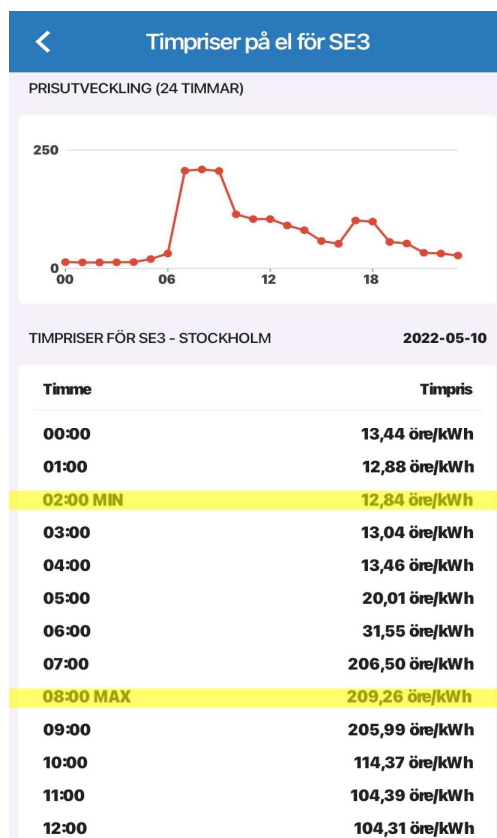 Timpriser på el för SE3
PRISUTVECKLING (24 TIMMAR)
250
0
00 06 12 18
TIMPRISER FÖR SE3 - STOCKHOLM 2022-05-10
Timme Timpris
00:00 13,44 öre/kWh
01:00 12,88 öre/kWh
02:00 MIN 12,84 öre/kWh
03:00 13,04 öre/kWh
04:00 13,46 öre/kWh
05:00 20,01 öre/kWh
06:00 31,55 öre/kWh
07:00 206,50 öre/kWh
08:00 MAX 209,26 öre/kWh
09:00 205,99 öre/kWh
10:00 114,37 öre/kWh
11:00 104,39 öre/kWh
12:00 104,31 öre/kWh